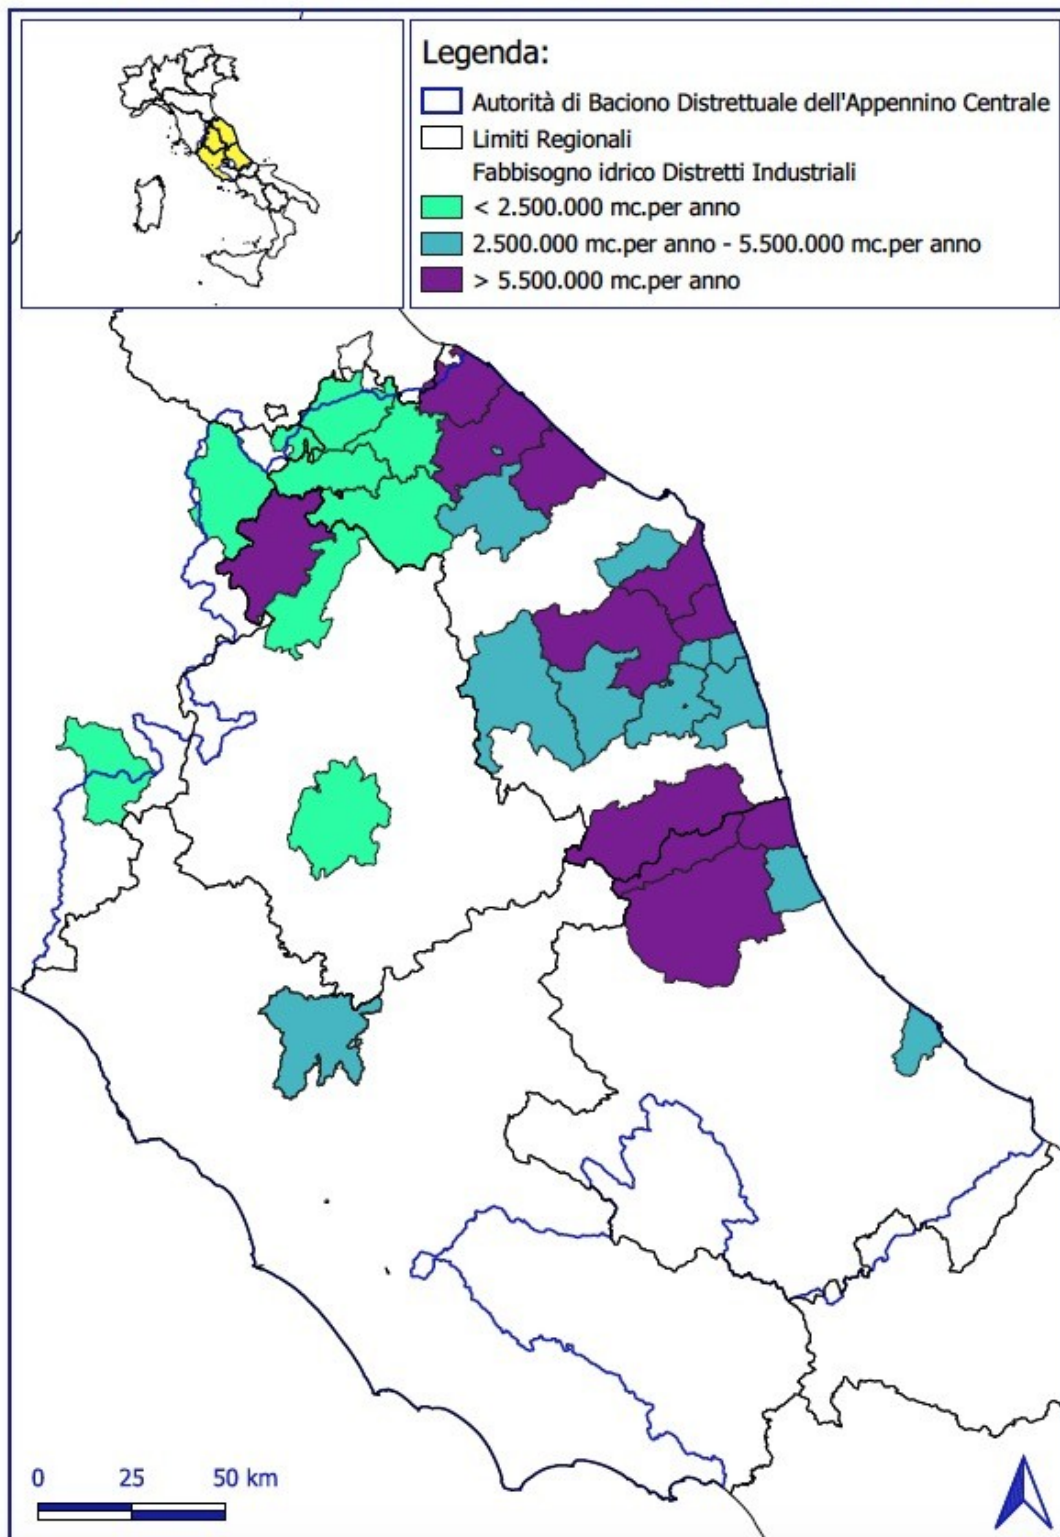 Legenda:
Autorità di Baciono Distrettuale dell'Appennino Centrale
Limiti Regionali
Fabbisogno idrico Distretti Industriali
< 2.500.000 mc.per anno
2.500.000 mc.per anno - 5.500.000 mc.per anno
> 5.500.000 mc.per anno
0 25 50 km